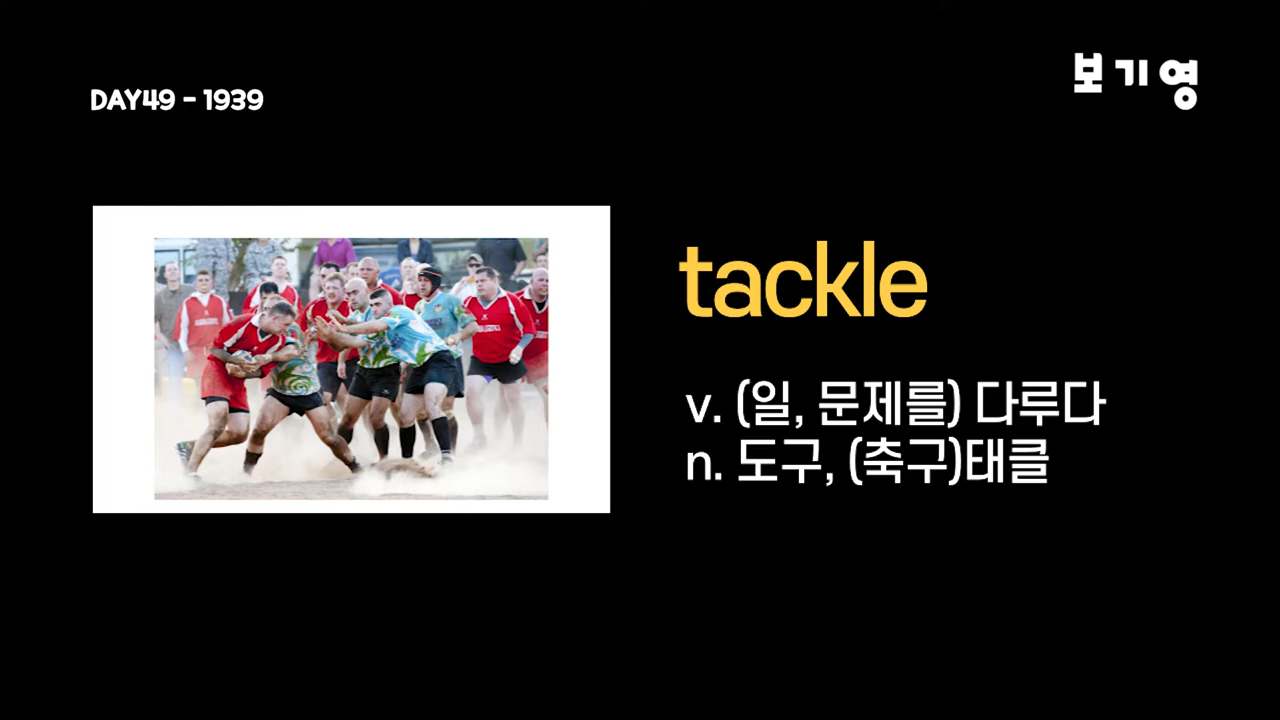 DAY49 - 1939
보기영
tackle
v. (일, 문제를) 다루다
n. 도구, (축구)태클